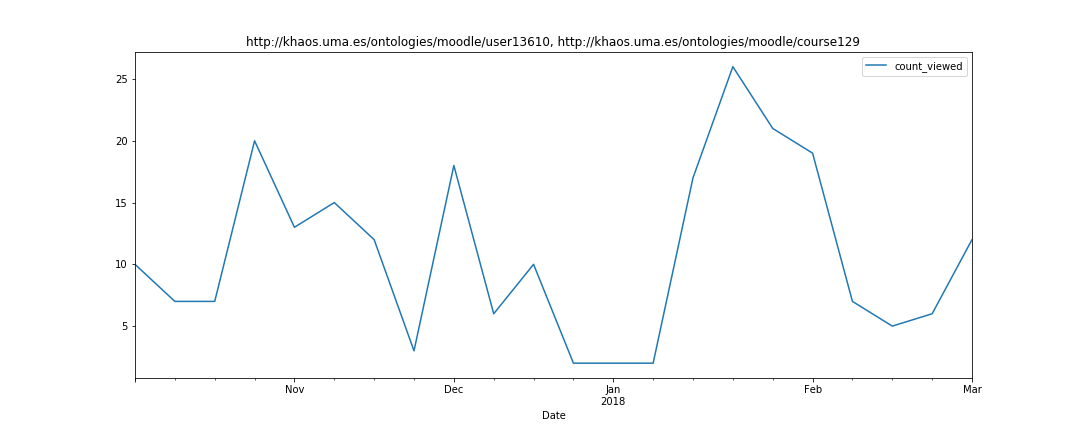 http://khaos.uma.es/ontologies/moodle/user13610, http://khaos.uma.es/ontologies/moodle/course129
count_viewed
25
20
15
10
5
Nov
Dec
Jan
2018
Feb
Mar
Date